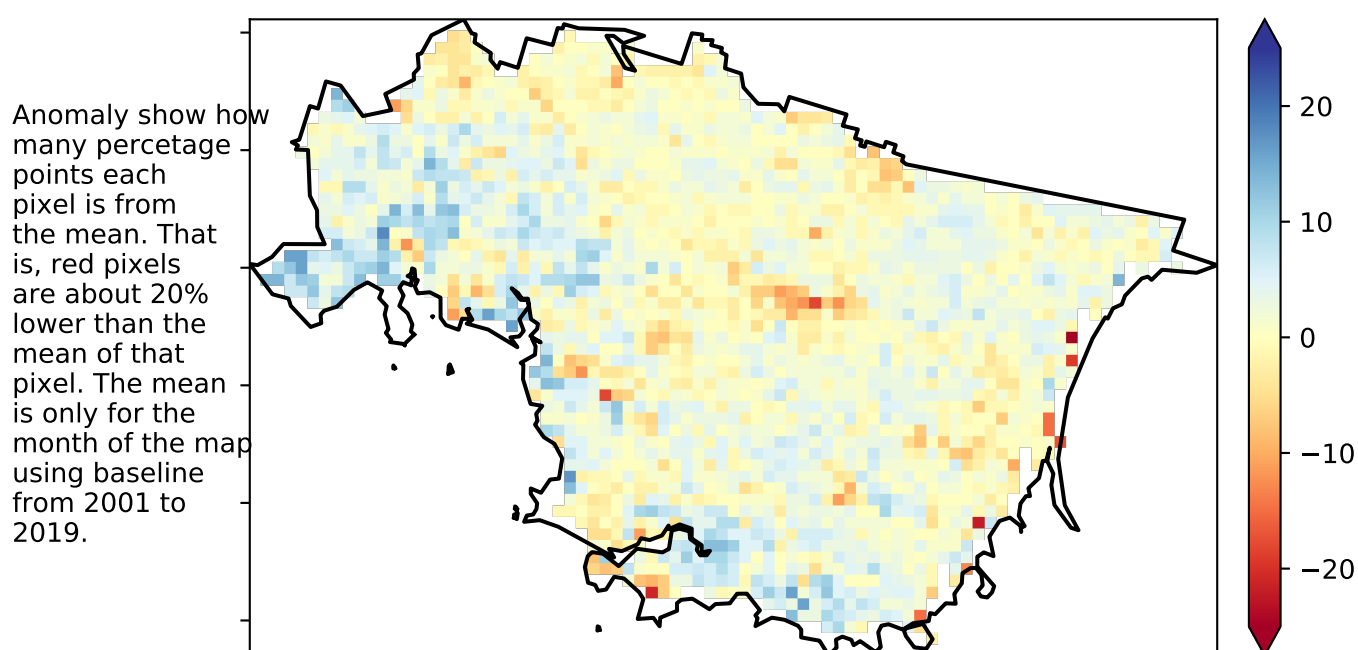 Anomaly show how
many percetage
points each
pixel is from
the mean. That
is, red pixels
are about 20%
lower than the
mean of that
pixel. The mean
is only for the
month of the map
using baseline
from 2001 to
2019.
20
10
0
−10
−20